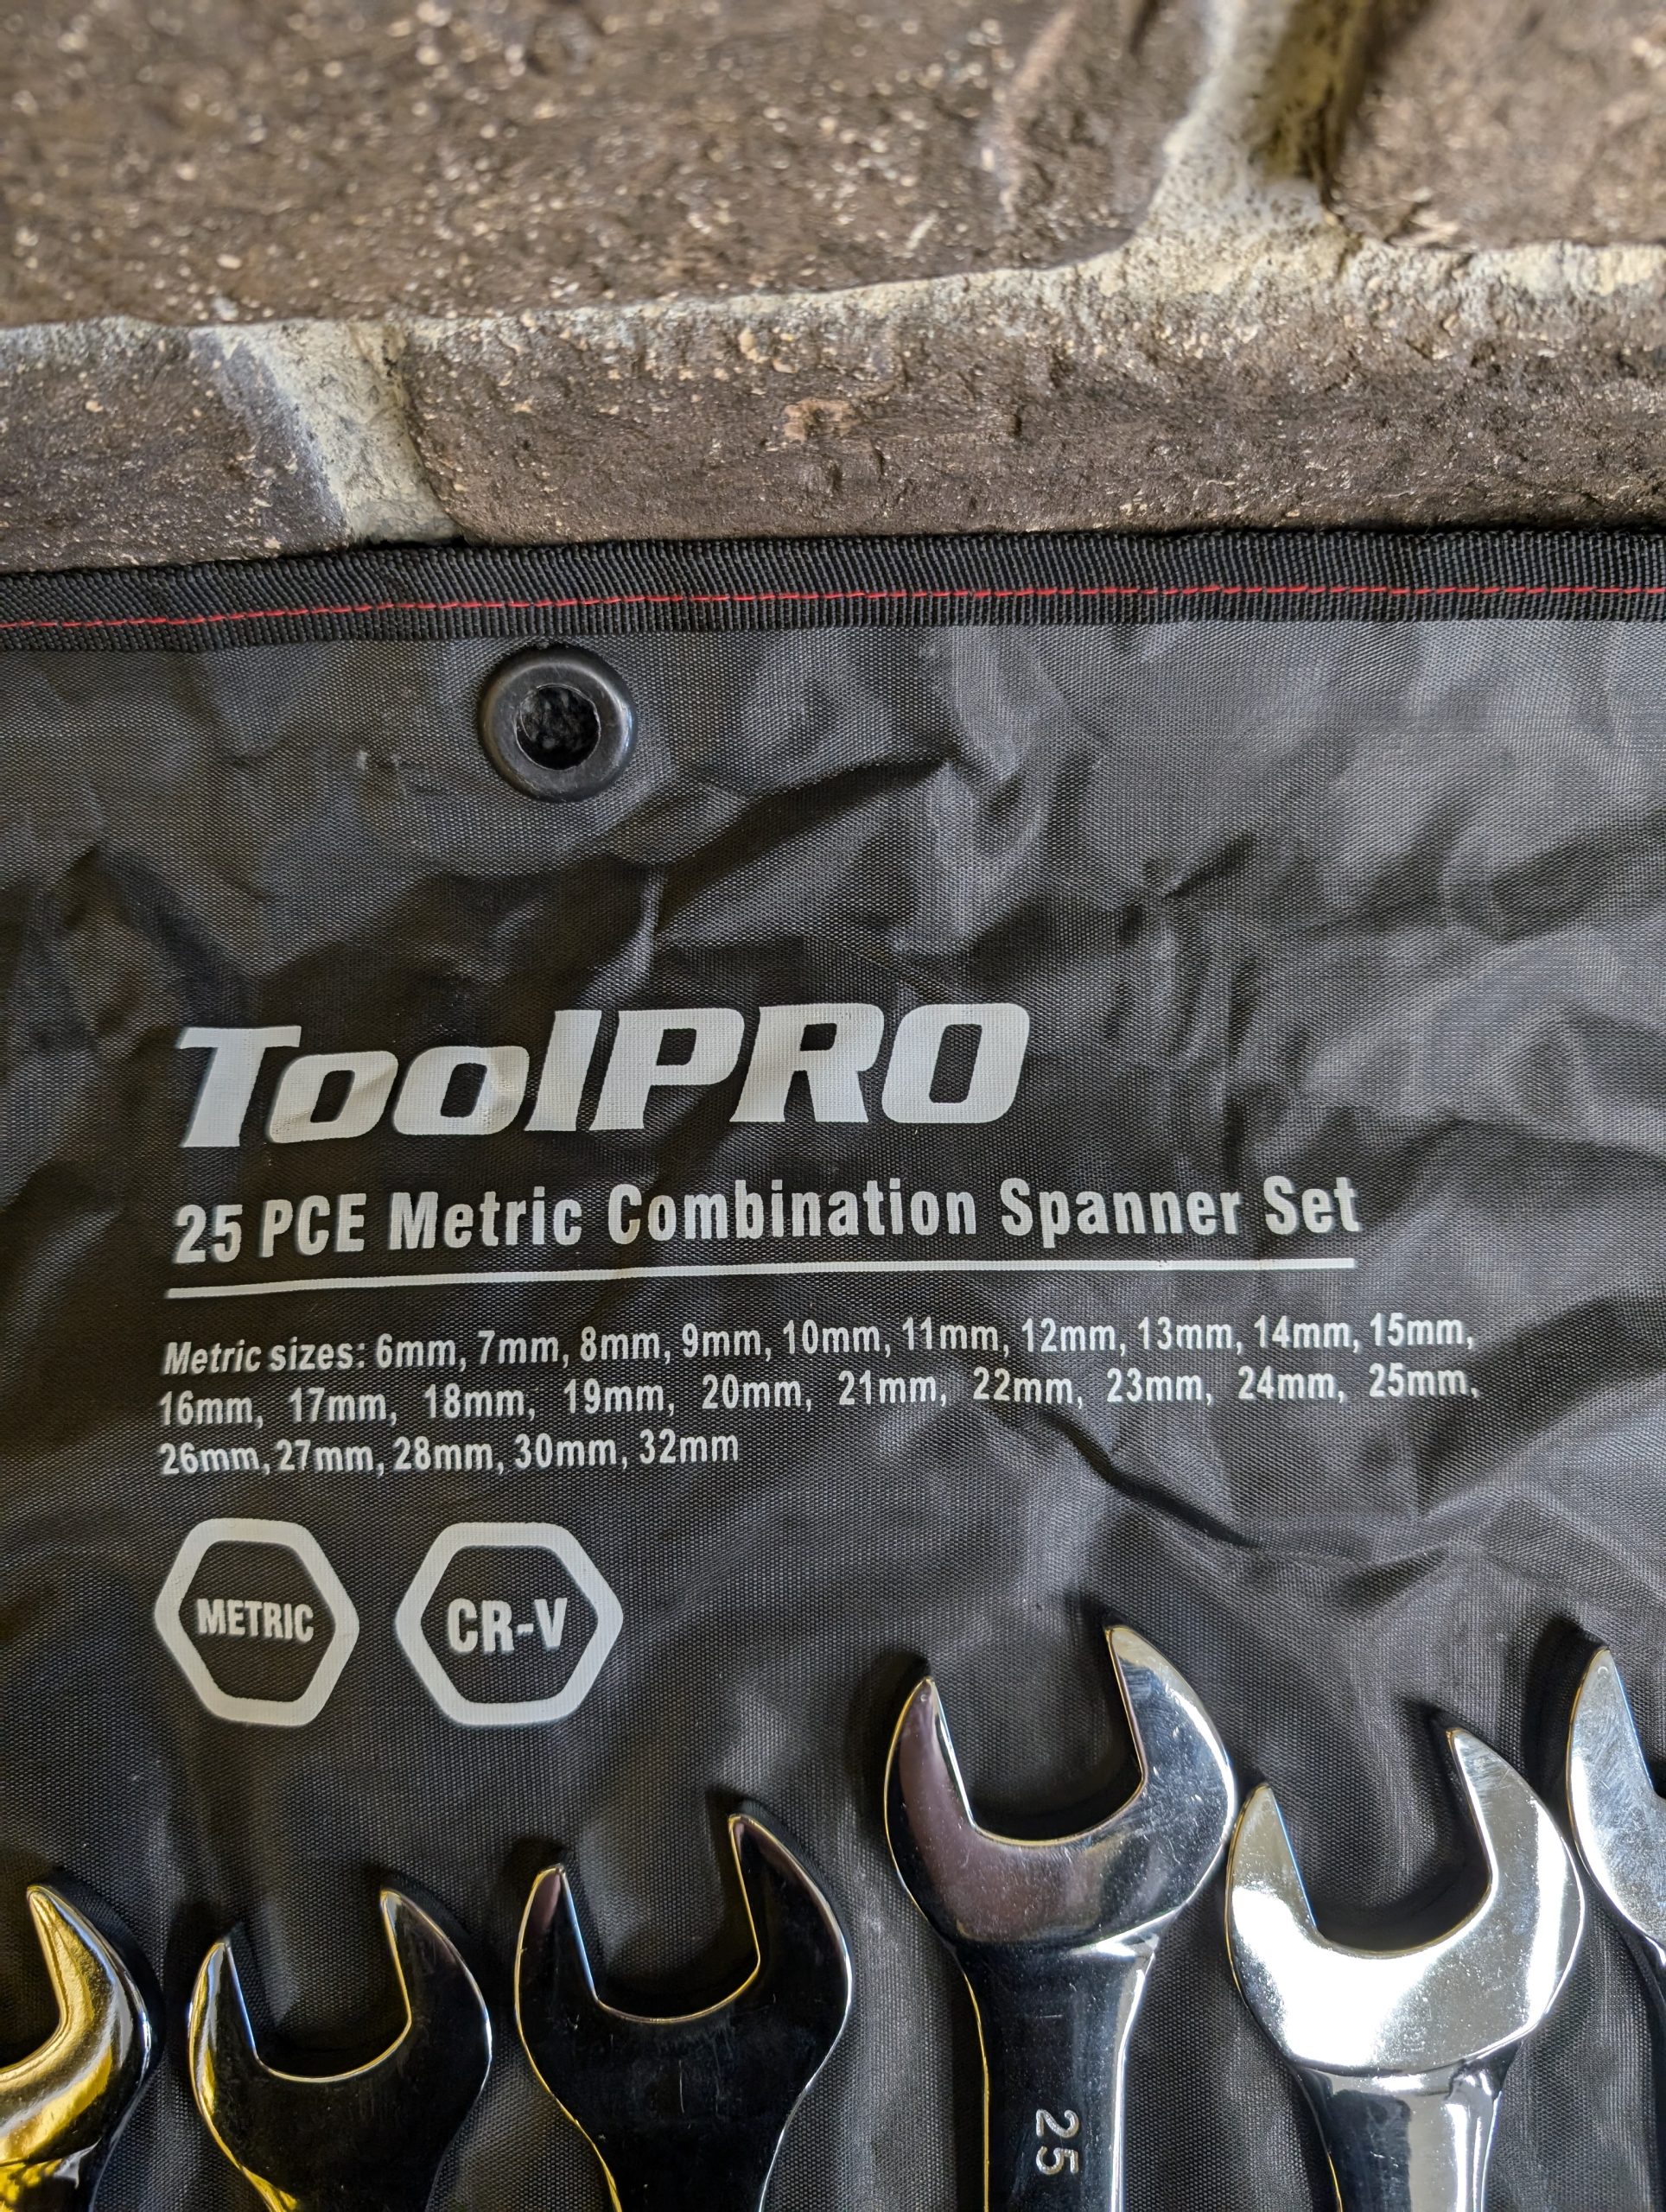 ToolPRO
25 PCE Metric Combination Spanner Set
Metric sizes: 6mm, 7mm, 8mm, 9mm, 10mm, 11mm, 12mm, 13mm, 14mm, 15mm,
16mm, 17mm, 18mm, 19mm, 20mm, 21mm, 22mm, 23mm, 24mm, 25mm,
26mm, 27mm, 28mm, 30mm, 32mm
METRIC
CR-V
25